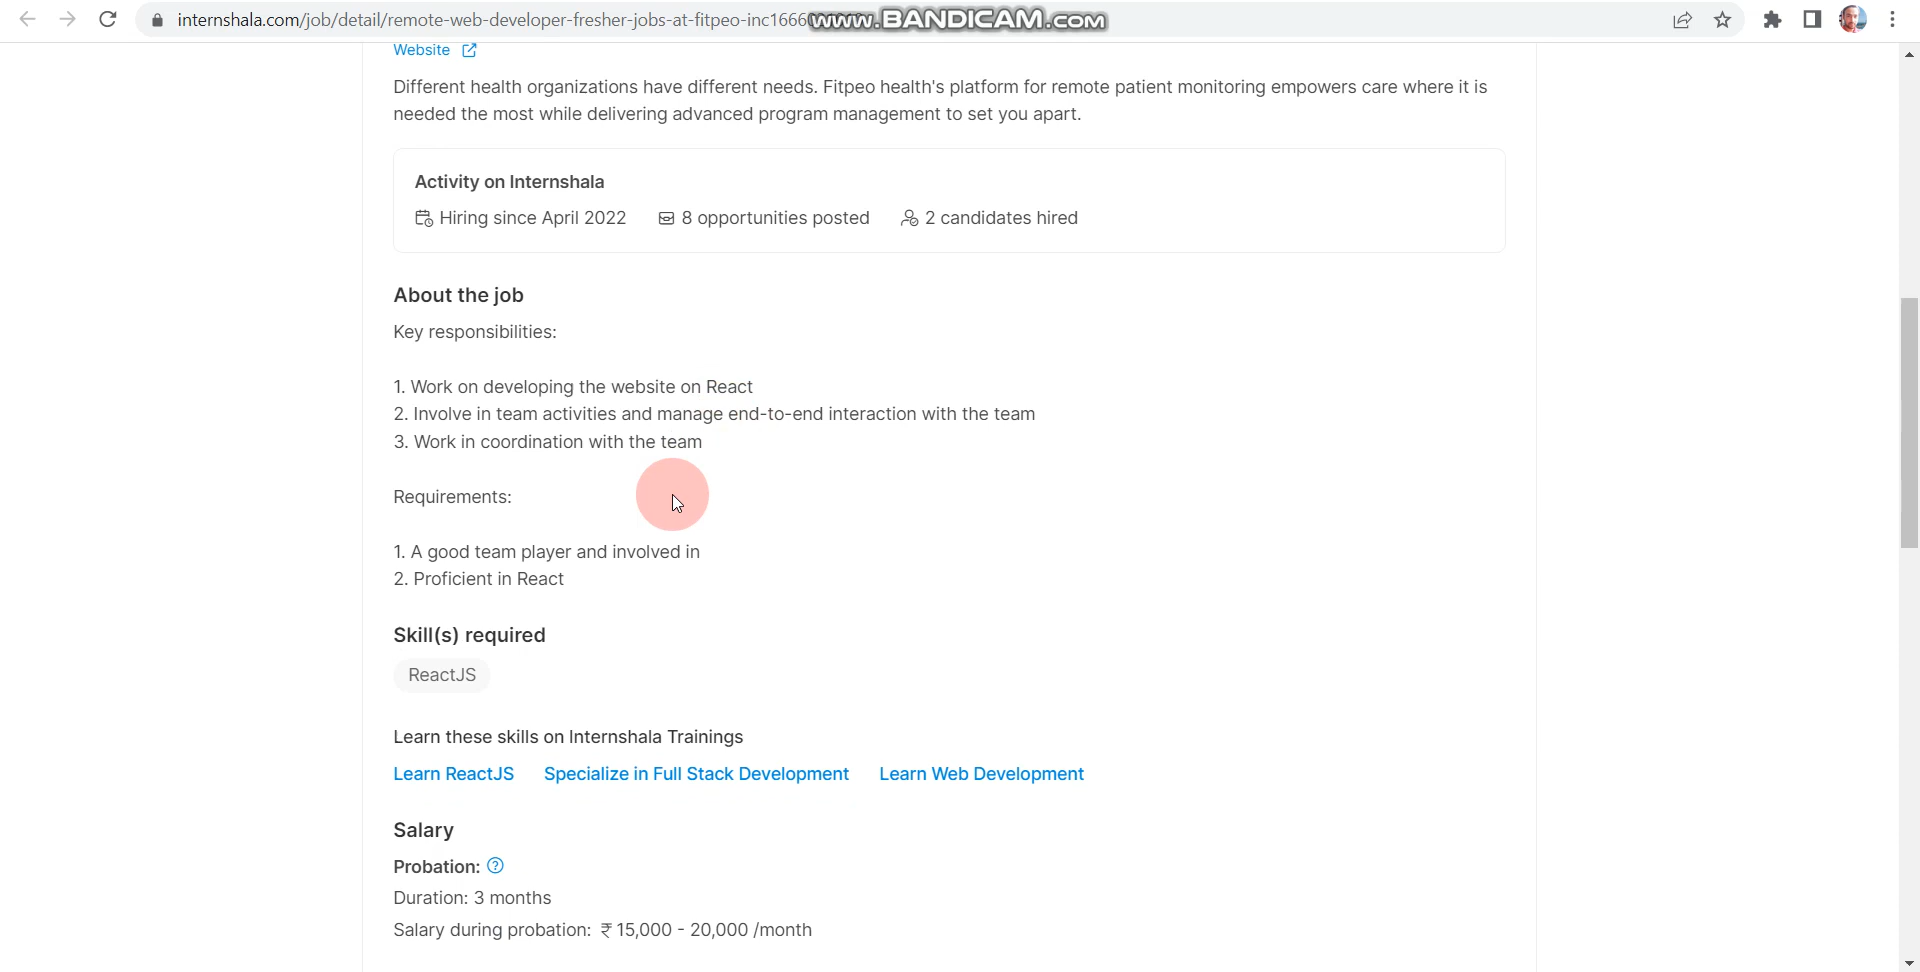 internshala.com/job/detail/remote-web-developer-fresher-jobs-at-fitpeo-inc1666
www.BANDICAM.com
Website
Different health organizations have different needs. Fitpeo health's platform for remote patient monitoring empowers care where it is
needed the most while delivering advanced program management to set you apart.
Activity on Internshala
Hiring since April 2022 8 opportunities posted 2 candidates hired
About the job
Key responsibilities:
1. Work on developing the website on React
2. Involve in team activities and manage end-to-end interaction with the team
3. Work in coordination with the team
Requirements:
1. A good team player and involved in
2. Proficient in React
Skill(s) required
ReactJS
Learn these skills on Internshala Trainings
Learn ReactJS Specialize in Full Stack Development Learn Web Development
Salary
Probation:
Duration: 3 months
Salary during probation: ₹ 15,000 - 20,000 /month